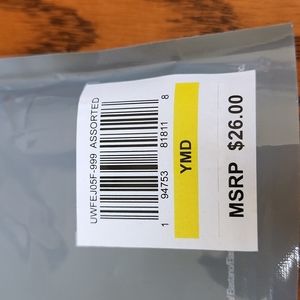 UWFEJ05F-999 ASSORTED
1 94753 81811 8
YMD
MSRP $26.00